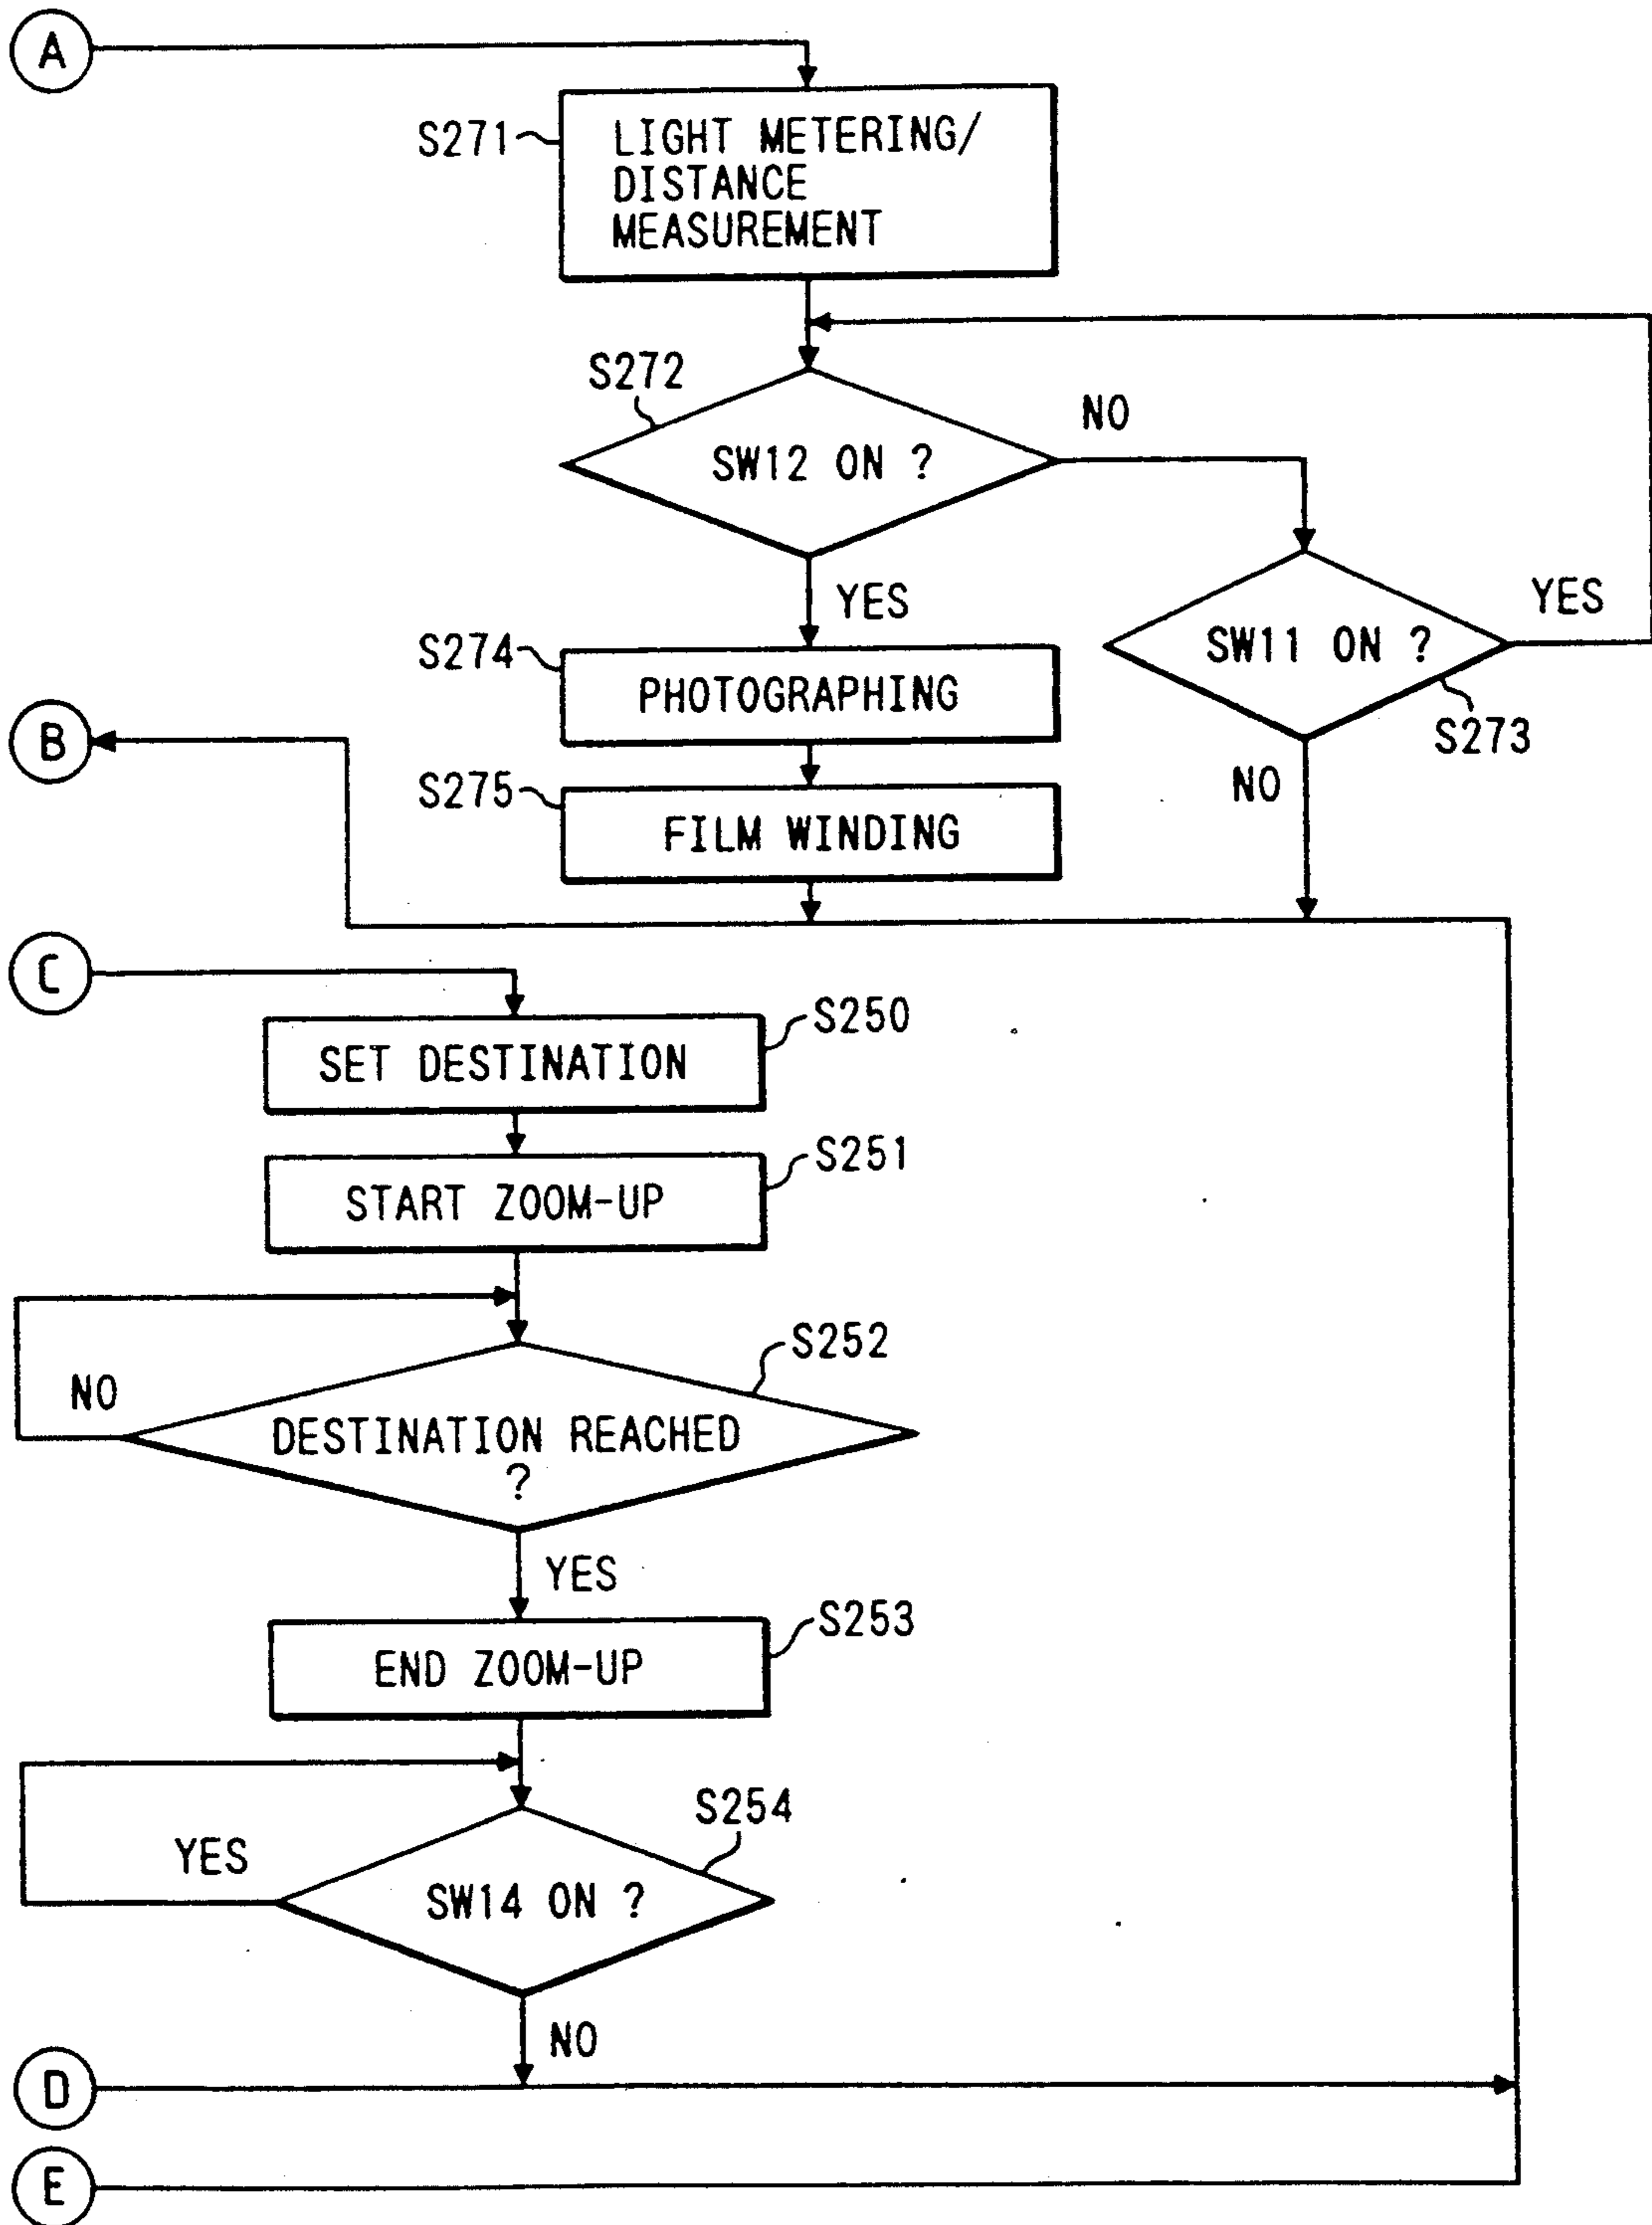 A
S271
LIGHT METERING/
DISTANCE
MEASUREMENT
S272
SW12 ON ?
NO
YES
SW11 ON ?
YES
S273
NO
S274
PHOTOGRAPHING
B
S275
FILM WINDING
C
S250
SET DESTINATION
S251
START ZOOM-UP
S252
DESTINATION REACHED
?
NO
YES
S253
END ZOOM-UP
S254
SW14 ON ?
YES
NO
D
E